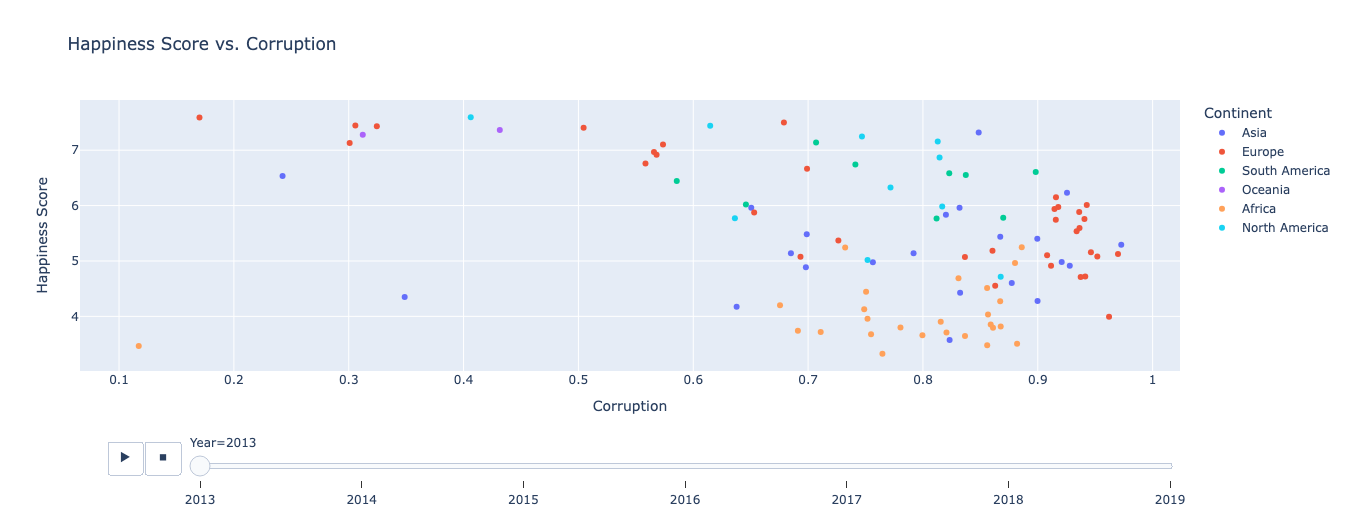 Happiness Score vs. Corruption
Continent
Asia
Europe
South America
Oceania
Africa
North America
Happiness Score
7
6
5
4
0.1 0.2 0.3 0.4 0.5 0.6 0.7 0.8 0.9 1
Corruption
Year=2013
2013 2014 2015 2016 2017 2018 2019